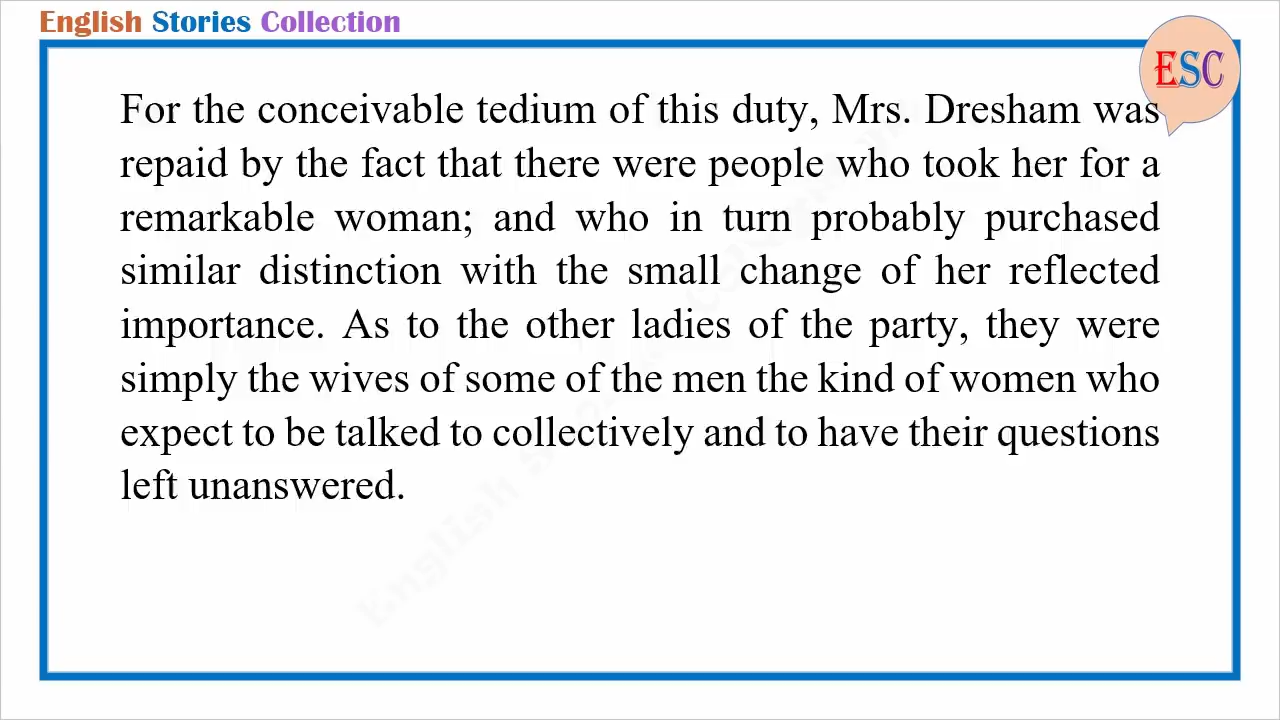 English Stories Collection
ESC
For the conceivable tedium of this duty, Mrs. Dresham was
repaid by the fact that there were people who took her for a
remarkable woman; and who in turn probably purchased
similar distinction with the small change of her reflected
importance. As to the other ladies of the party, they were
simply the wives of some of the men the kind of women who
expect to be talked to collectively and to have their questions
left unanswered.